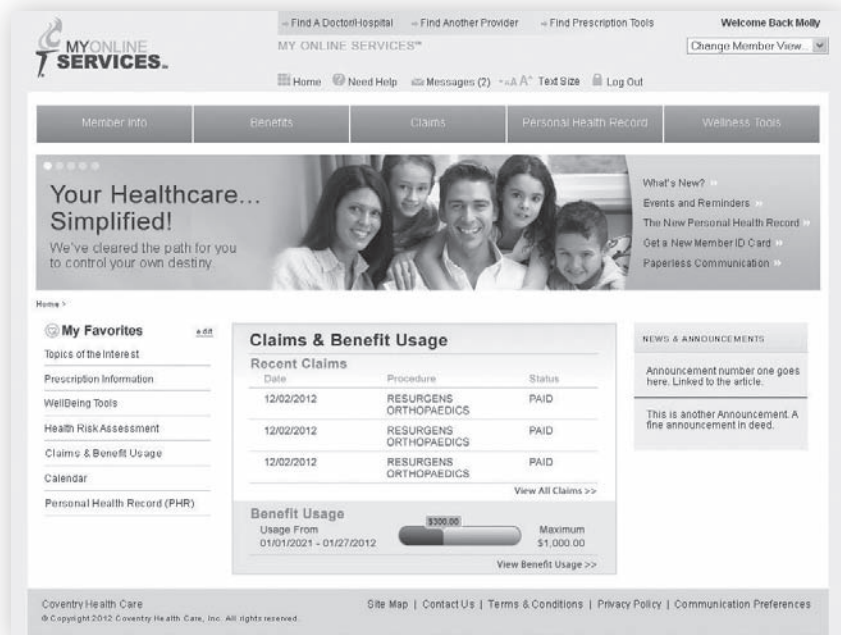 Find A Doctor/Hospital Find Another Provider Find Prescription Tools Welcome Back Molly
MYONLINE
SERVICES
MY ONLINE SERVICES℠
Change Member View...
Home Need Help Messages (2) AAA Text Size Log Out
Member Info Benefits Claims Personal Health Record Wellness Tools
Your Healthcare...
Simplified!
We've cleared the path for you
to control your own destiny.
What's New? »
Events and Reminders »
The New Personal Health Record »
Get a New Member ID Card »
Paperless Communication »
Home >
My Favorites edit
Topics of the Interest
Prescription Information
WellBeing Tools
Health Risk Assessment
Claims & Benefit Usage
Calendar
Personal Health Record (PHR)
Claims & Benefit Usage
Recent Claims
Date Procedure Status
12/02/2012 RESURGENS PAID
ORTHOPAEDICS
12/02/2012 RESURGENS PAID
ORTHOPAEDICS
12/02/2012 RESURGENS PAID
ORTHOPAEDICS
View All Claims >>
Benefit Usage
Usage From $300.00 Maximum
01/01/2021 - 01/27/2012 $1,000.00
View Benefit Usage >>
NEWS & ANNOUNCEMENTS
Announcement number one goes
here. Linked to the article.
This is another Announcement. A
fine announcement in deed.
Coventry Health Care
© Copyright 2012 Coventry Health Care, Inc. All rights reserved.
Site Map | Contact Us | Terms & Conditions | Privacy Policy | Communication Preferences